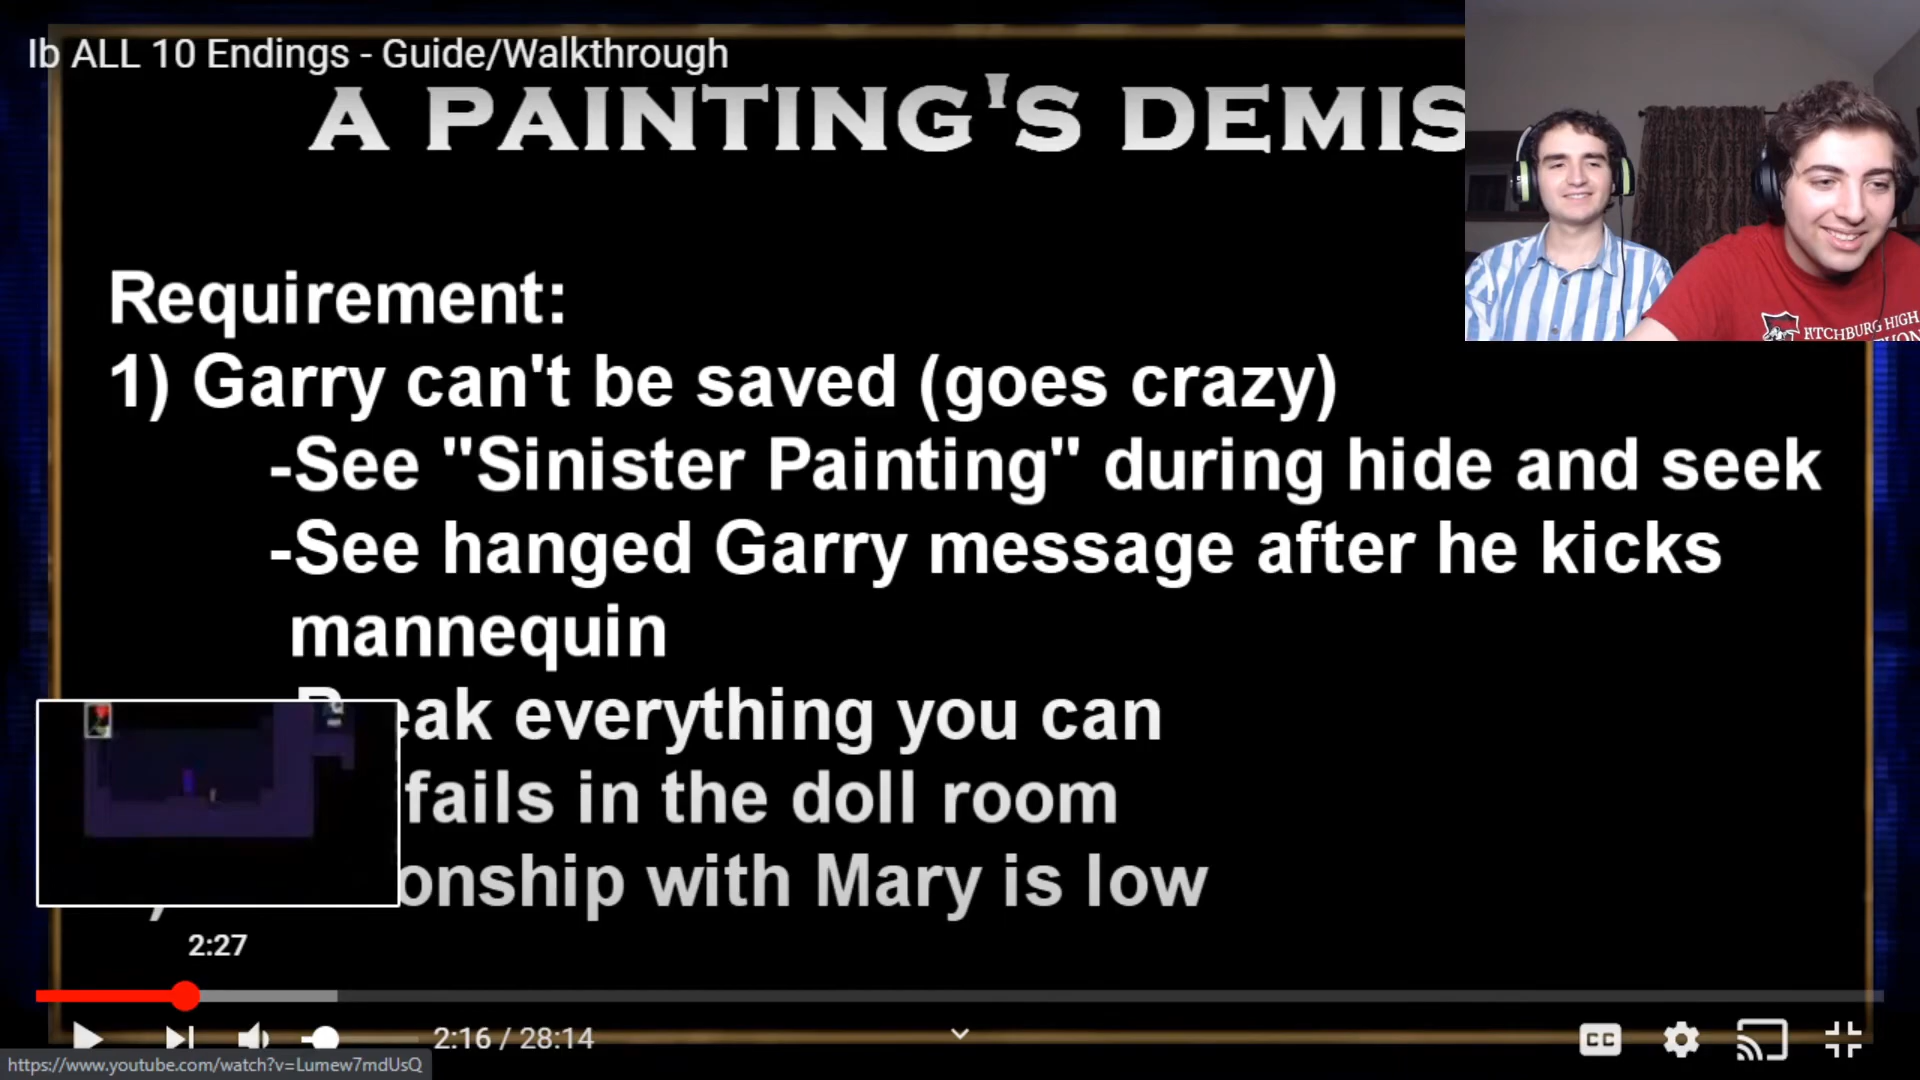 Ib ALL 10 Endings - Guide/Walkthrough
A PAINTING'S DEMIS
Requirement:
1) Garry can't be saved (goes crazy)
-See "Sinister Painting" during hide and seek
-See hanged Garry message after he kicks
mannequin
eak everything you can
fails in the doll room
onship with Mary is low
2:27
2:16 / 28:14
CC
https://www.youtube.com/watch?v=Lumew7mdUsQ
ITCHBURG HIGH